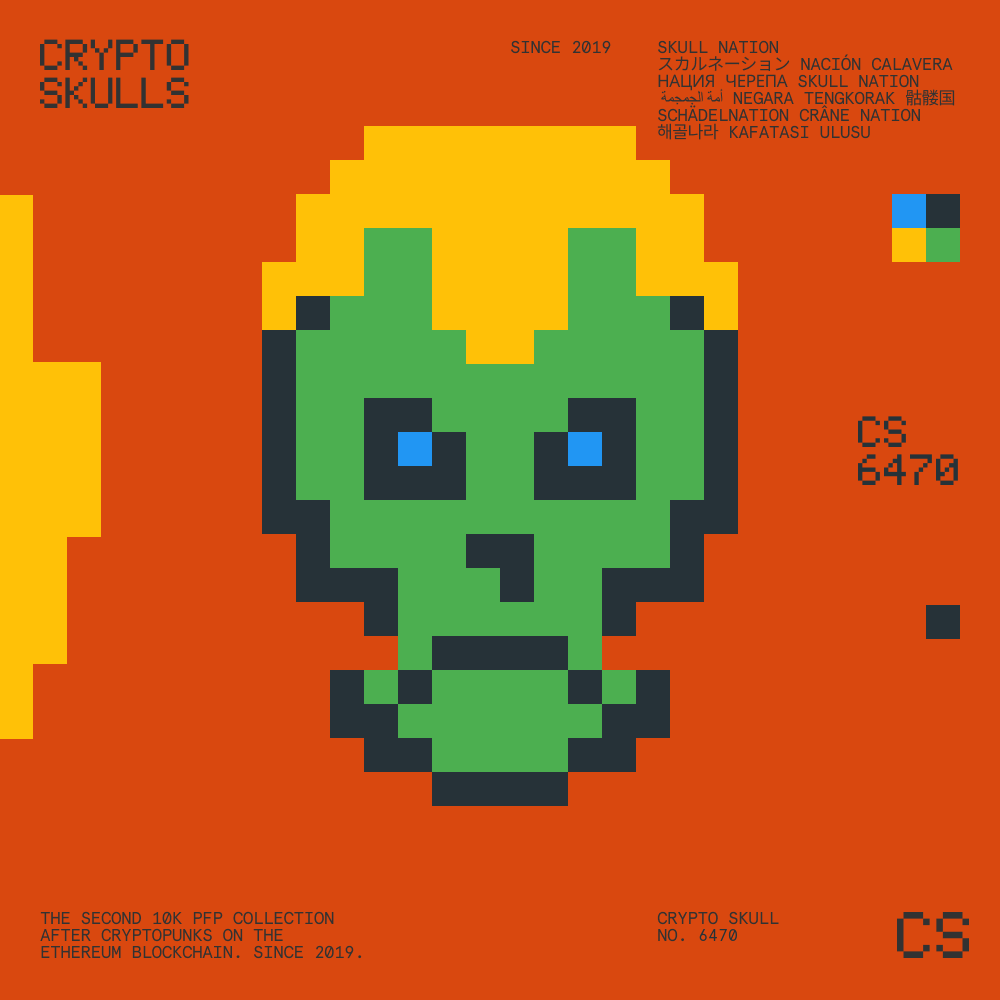 CRYPTO
SKULLS
SINCE 2019
SKULL NATION
スカルネーション NACIÓN CALAVERA
НАЦИЯ ЧЕРЕПА SKULL NATION
أمة الجمجمة NEGARA TENGKORAK 骷髅国
SCHÄDELNATION CRÂNE NATION
해골나라 KAFATASI ULUSU
CS
6470
THE SECOND 10K PFP COLLECTION
AFTER CRYPTOPUNKS ON THE
ETHEREUM BLOCKCHAIN. SINCE 2019.
CRYPTO SKULL
NO. 6470
CS